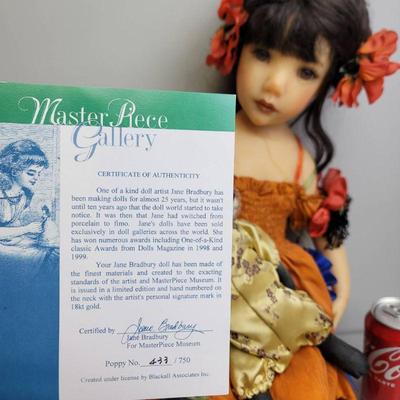 MasterPiece
Gallery
CERTIFICATE OF AUTHENTICITY
One of a kind doll artist Jane Bradbury has
been making dolls for almost 25 years, but it wasn't
until ten years ago that the doll world started to take
notice. It was then that Jane had switched from
porcelain to fimo. Jane's dolls have been sold
exclusively in doll galleries across the world. She
has won numerous awards including One-of-a-Kind
classic Awards from Dolls Magazine in 1998 and
1999.
Your Jane Bradbury doll has been made of
the finest materials and created to the exacting
standards of the artist and MasterPiece Museum. It
is issued in a limited edition and hand numbered on
the neck with the artist's personal signature mark in
18kt gold.
Certified by Jane Bradbury
Jane Bradbury
For MasterPiece Museum
Poppy No. 433 /750
Created under license by Blackall Associates Inc.